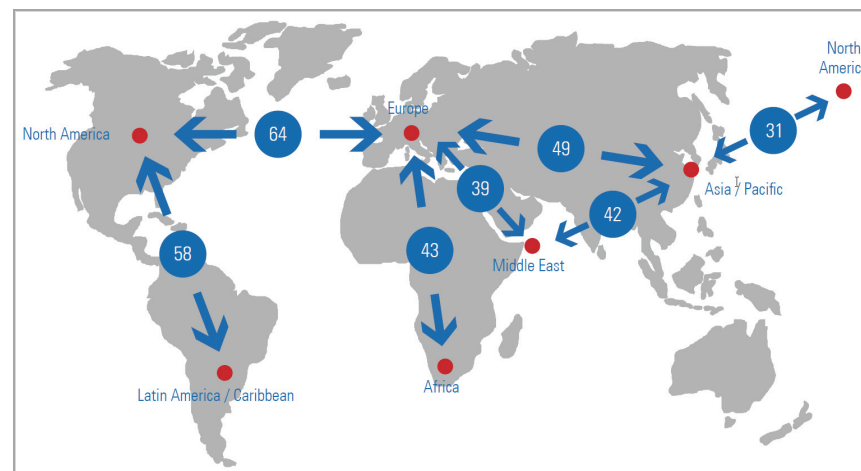 North
America
31
Europe
North America
64
49
39
Asia / Pacific
42
58
43
Middle East
Latin America / Caribbean
Africa